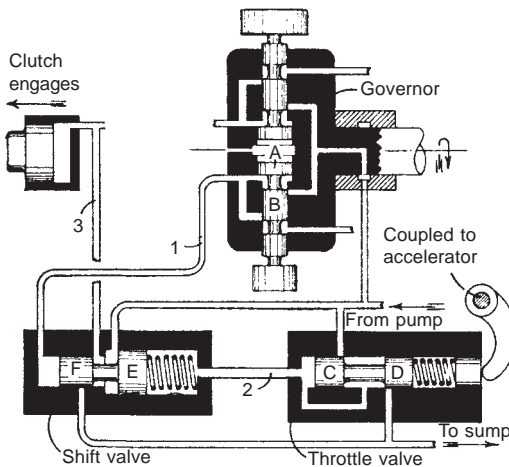 Clutch
engages
Governor
A
B
3
1
Coupled to
accelerator
From pump
F
E
2
C
D
To sump
Shift valve
Throttle valve